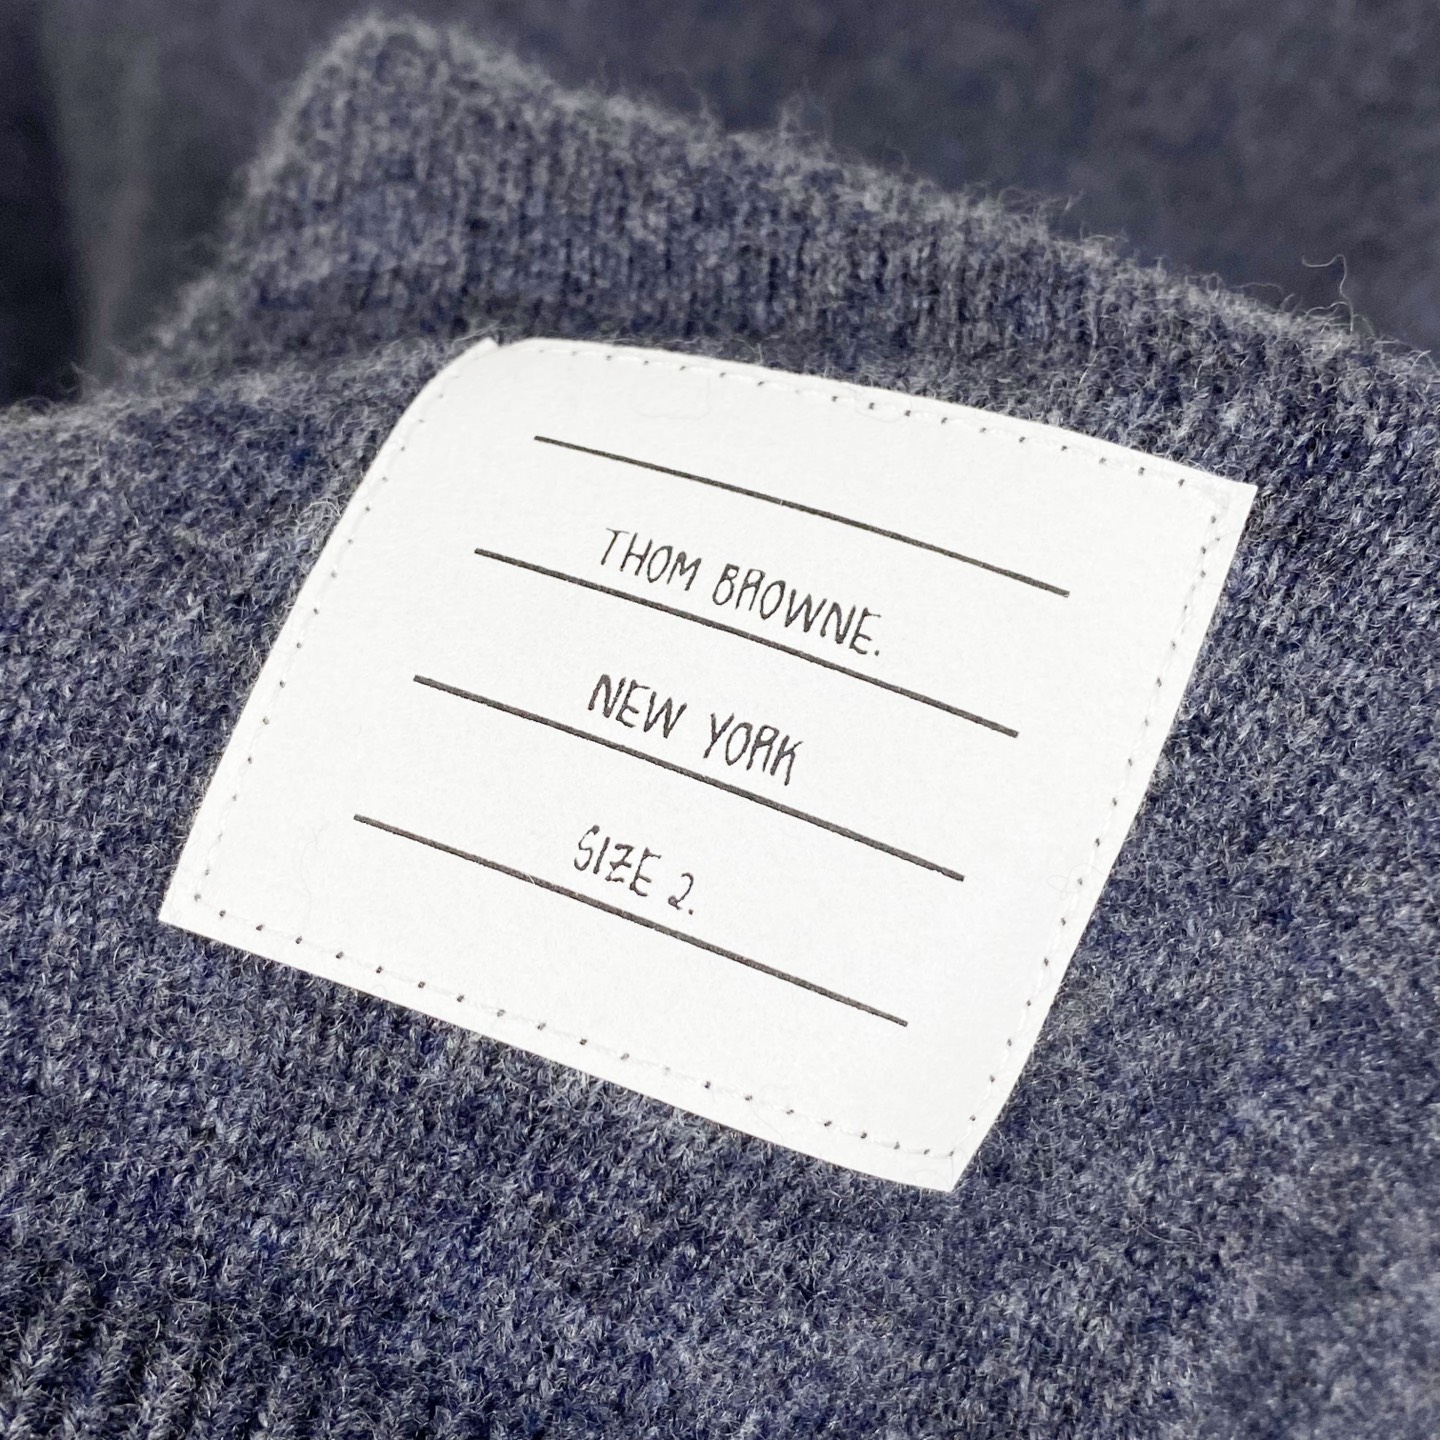 THOM BROWNE.
NEW YORK
SIZE 2.